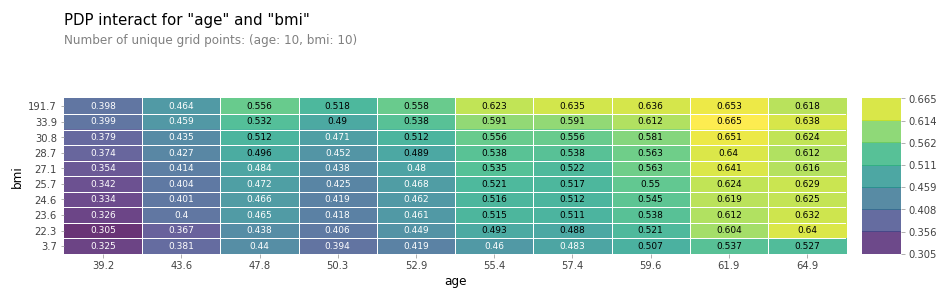 PDP interact for "age" and "bmi"
Number of unique grid points: (age: 10, bmi: 10)
191.7 0.398 0.464 0.556 0.518 0.558 0.623 0.635 0.636 0.653 0.618 0.665
33.9 0.399 0.459 0.532 0.49 0.538 0.591 0.591 0.612 0.665 0.638 0.614
30.8 0.379 0.435 0.512 0.471 0.512 0.556 0.556 0.581 0.651 0.624
28.7 0.374 0.427 0.496 0.452 0.489 0.538 0.538 0.563 0.64 0.612 0.562
27.1 0.354 0.414 0.484 0.438 0.48 0.535 0.522 0.563 0.641 0.616 0.511
bmi
25.7 0.342 0.404 0.472 0.425 0.468 0.521 0.517 0.55 0.624 0.629 0.459
24.6 0.334 0.401 0.466 0.419 0.462 0.516 0.512 0.545 0.619 0.625
23.6 0.326 0.4 0.465 0.418 0.461 0.515 0.511 0.538 0.612 0.632 0.408
22.3 0.305 0.367 0.438 0.406 0.449 0.493 0.488 0.521 0.604 0.64 0.356
3.7 0.325 0.381 0.44 0.394 0.419 0.46 0.483 0.507 0.537 0.527 0.305
39.2 43.6 47.8 50.3 52.9 55.4 57.4 59.6 61.9 64.9
age